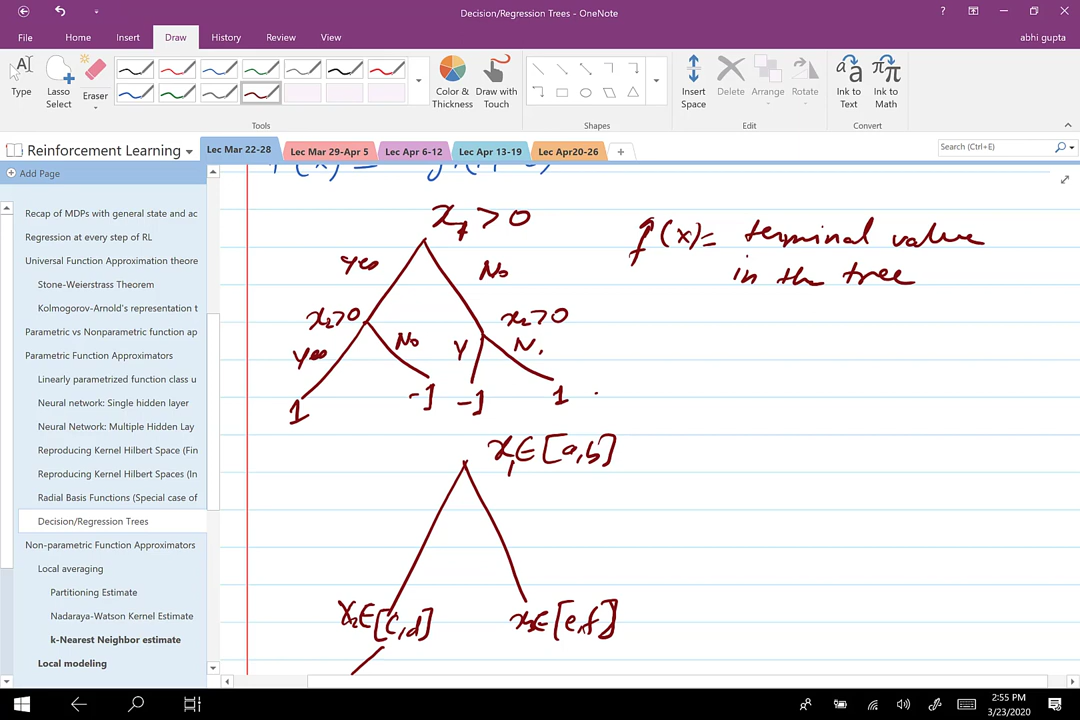 Decision/Regression Trees - OneNote
File Home Insert Draw History Review View
abhi gupta
Type
Lasso Select
Eraser
Color & Thickness
Draw with Touch
Insert Space
Delete
Arrange
Rotate
Ink to Text
Ink to Math
Tools
Shapes
Edit
Convert
Reinforcement Learning
Lec Mar 22-28
Lec Mar 29-Apr 5
Lec Apr 6-12
Lec Apr 13-19
Lec Apr20-26
Search (Ctrl+E)
Add Page
Recap of MDPs with general state and ac
Regression at every step of RL
Universal Function Approximation theore
Stone-Weierstrass Theorem
Kolmogorov-Arnold's representation t
Parametric vs Nonparametric function ap
Parametric Function Approximators
Linearly parametrized function class u
Neural network: Single hidden layer
Neural Network: Multiple Hidden Lay
Reproducing Kernel Hilbert Space (Fin
Reproducing Kernel Hilbert Spaces (In
Radial Basis Functions (Special case of
Decision/Regression Trees
Non-parametric Function Approximators
Local averaging
Partitioning Estimate
Nadaraya-Watson Kernel Estimate
k-Nearest Neighbor estimate
Local modeling
x₁ > 0
f(x)= terminal value
in the tree
Yes No
x₂>0 x₂>0
Yes No Y N.
1 -1 -1 1
x₁∈[a,b]
x₂∈[c,d] x₃∈[e,f]
2:55 PM
3/23/2020